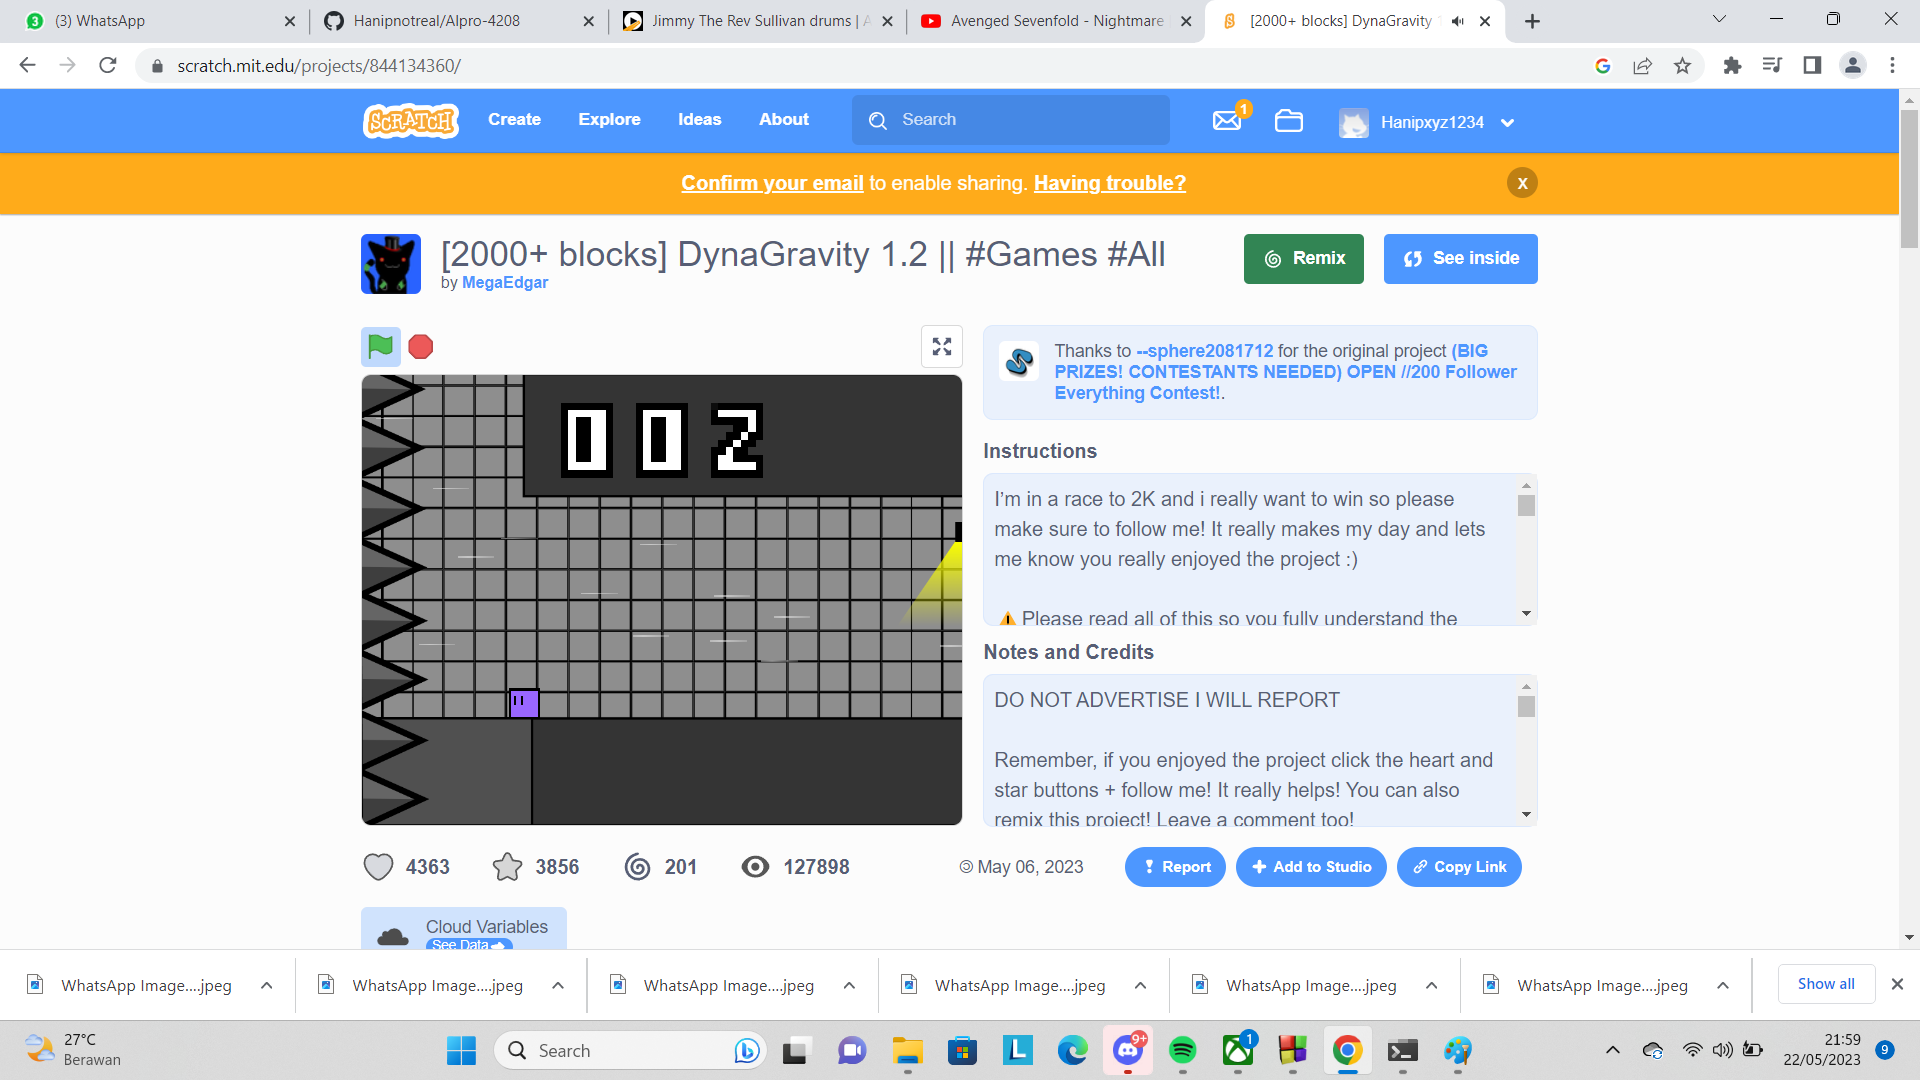 (3) WhatsApp
Hanipnotreal/Alpro-4208
Jimmy The Rev Sullivan drums | A
Avenged Sevenfold - Nightmare
[2000+ blocks] DynaGravity 1
scratch.mit.edu/projects/844134360/
SCRATCH
Create
Explore
Ideas
About
Search
1
Hanipxyz1234
Confirm your email to enable sharing. Having trouble?
X
[2000+ blocks] DynaGravity 1.2 || #Games #All
by MegaEdgar
Remix
See inside
002
Thanks to --sphere2081712 for the original project (BIG
PRIZES! CONTESTANTS NEEDED) OPEN //200 Follower
Everything Contest!.
Instructions
I'm in a race to 2K and i really want to win so please
make sure to follow me! It really makes my day and lets
me know you really enjoyed the project :)
⚠ Please read all of this so you fully understand the
Notes and Credits
DO NOT ADVERTISE I WILL REPORT
Remember, if you enjoyed the project click the heart and
star buttons + follow me! It really helps! You can also
remix this project! Leave a comment too!
4363
3856
201
127898
© May 06, 2023
Report
Add to Studio
Copy Link
Cloud Variables
See Data
WhatsApp Image....jpeg
WhatsApp Image....jpeg
WhatsApp Image....jpeg
WhatsApp Image....jpeg
WhatsApp Image....jpeg
WhatsApp Image....jpeg
Show all
27°C
Berawan
Search
9+
1
21:59
22/05/2023
9